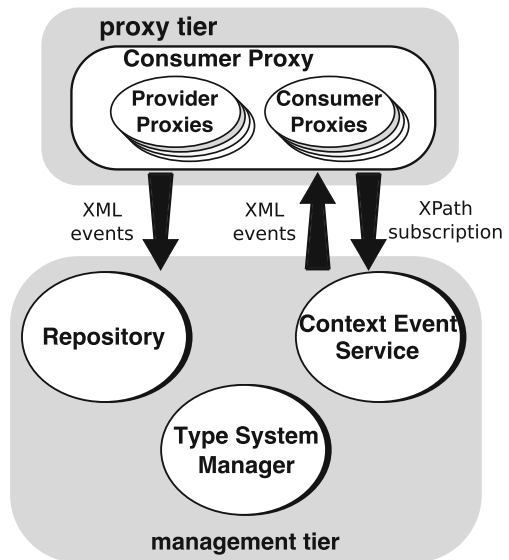 proxy tier
Consumer Proxy
Provider
Proxies
Consumer
Proxies
XML
events
XML
events
XPath
subscription
Repository
Context Event
Service
Type System
Manager
management tier